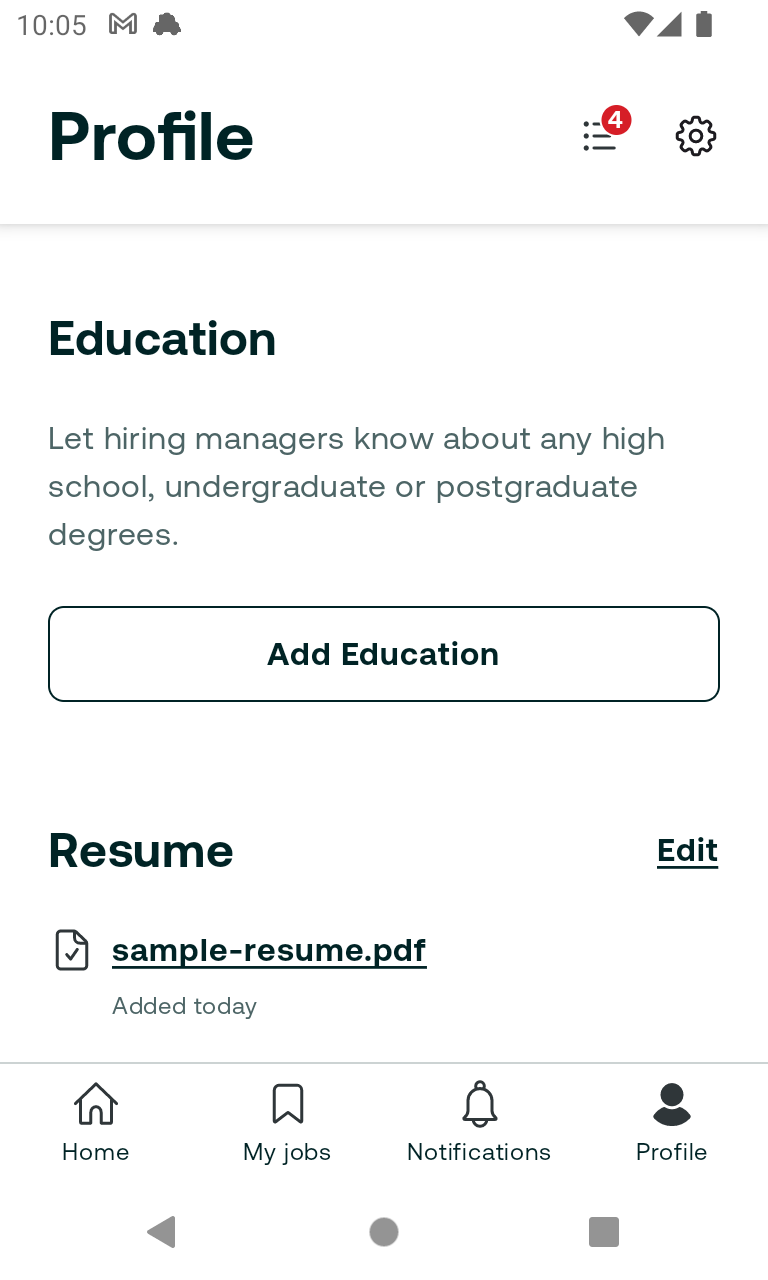 10:05
Profile
4
Education
Let hiring managers know about any high
school, undergraduate or postgraduate
degrees.
Add Education
Resume
Edit
sample-resume.pdf
Added today
Home
My jobs
Notifications
Profile